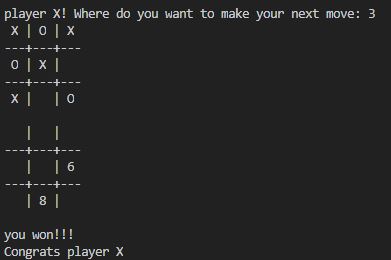 player X! Where do you want to make your next move: 3
 X | O | X
---+---+---
 O | X |
---+---+---
 X |   | O

   |   |
---+---+---
   |   | 6
---+---+---
   | 8 |

you won!!!
Congrats player X